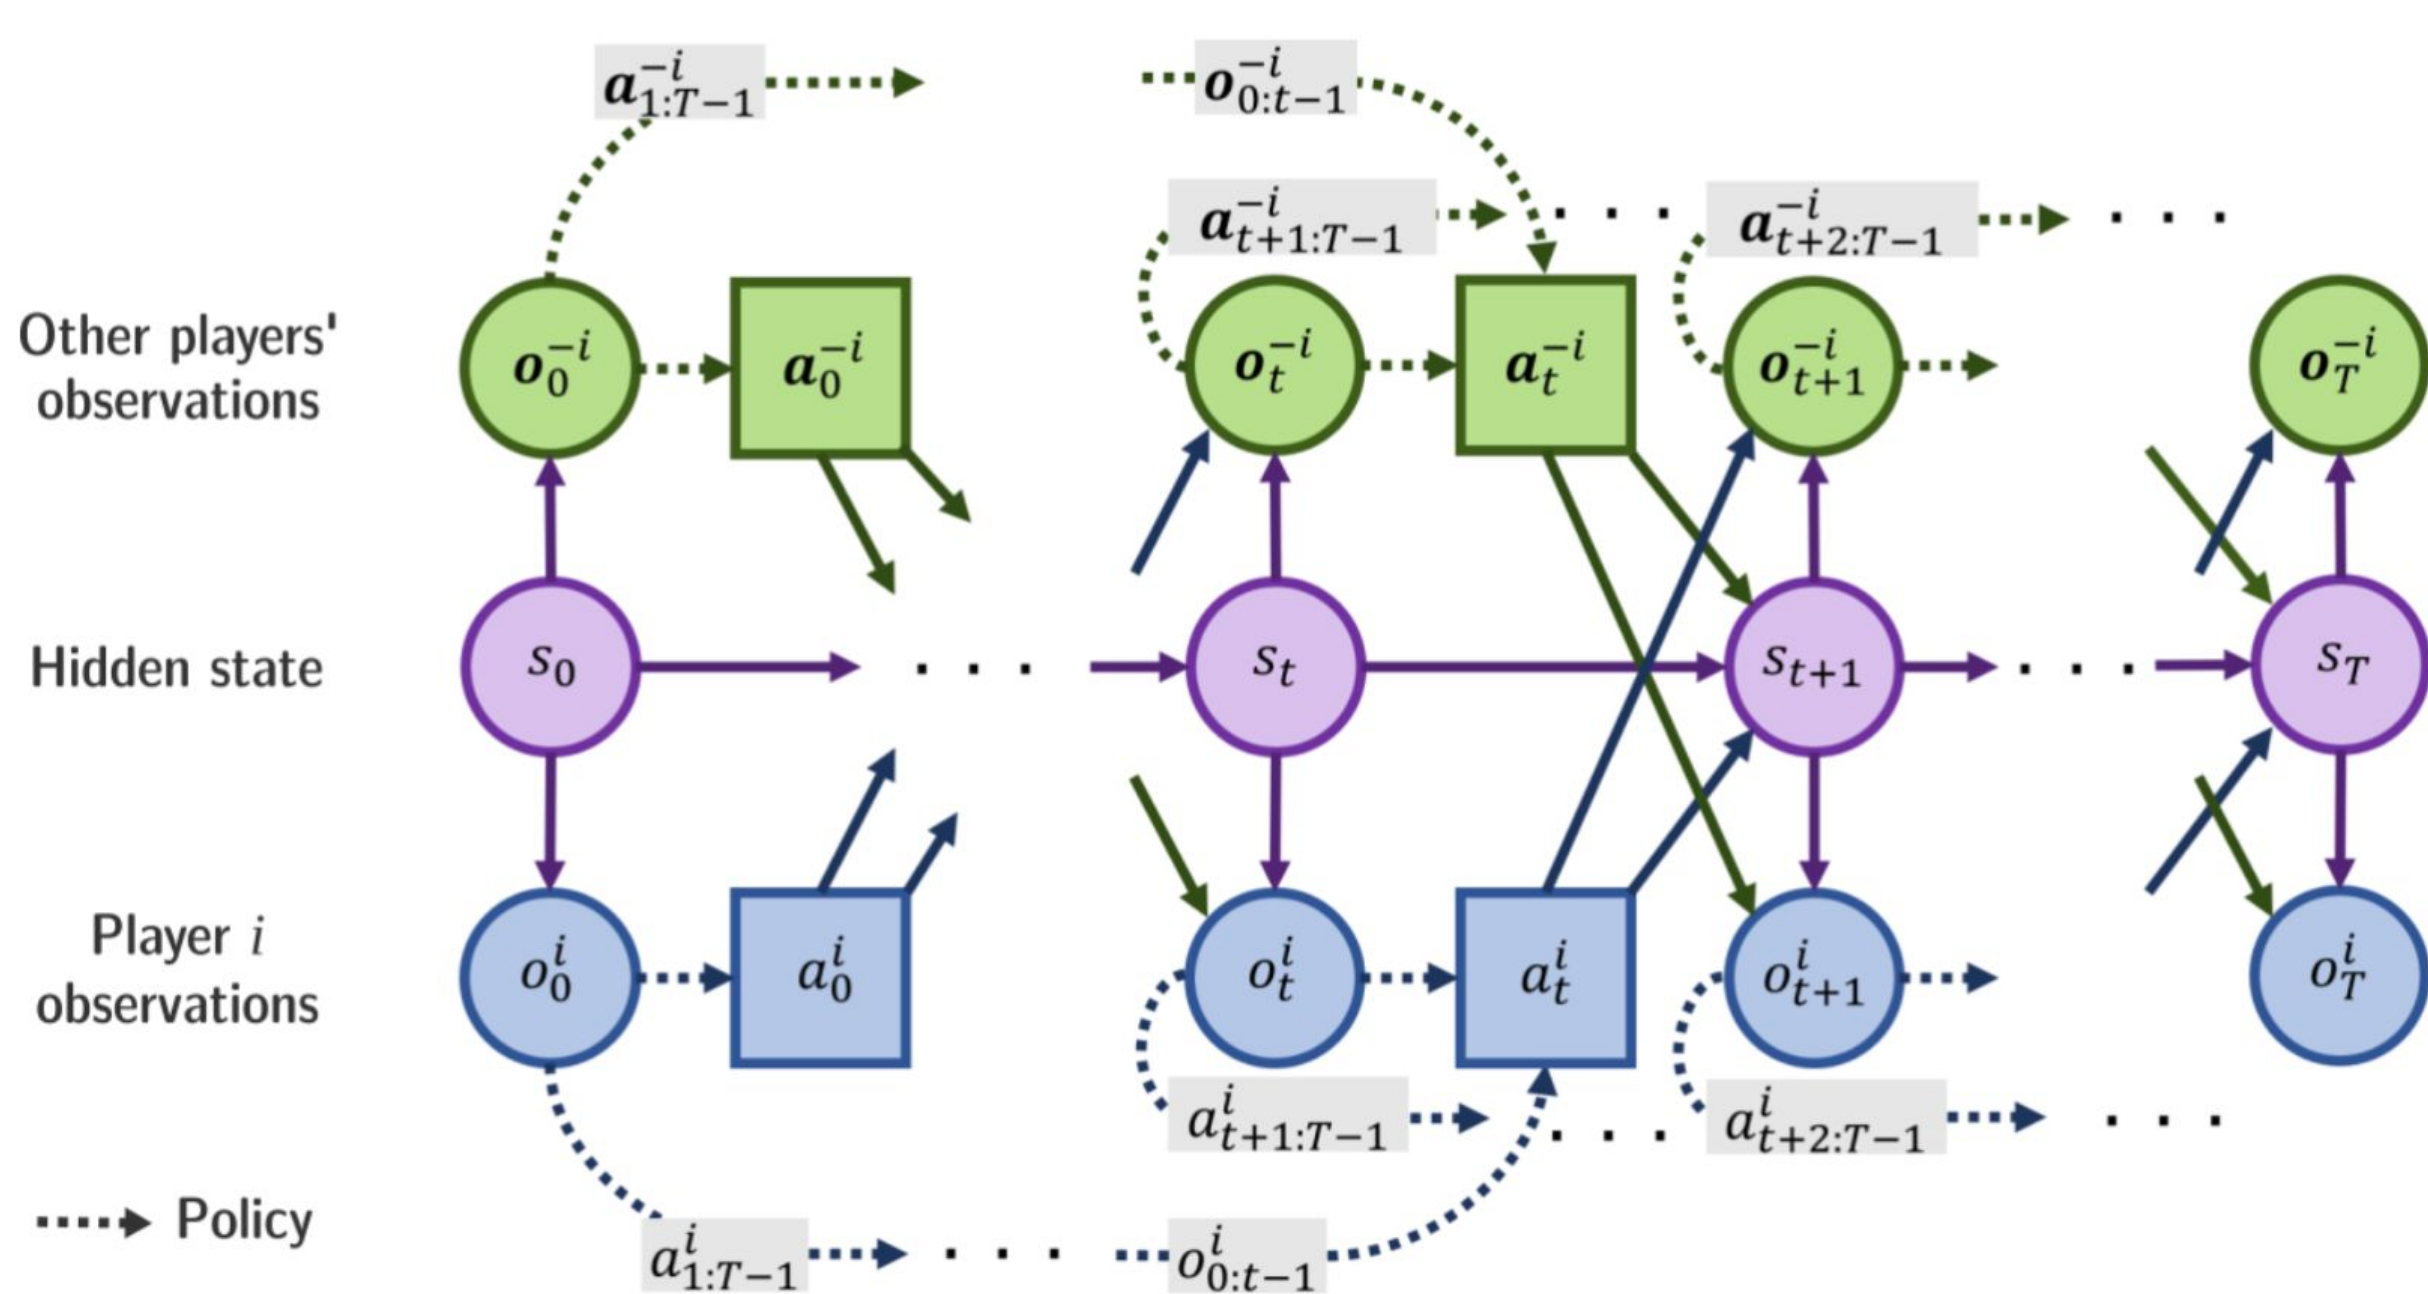 a^{-i}_{1:T−1}
o^{-i}_{0:t−1}
a^{-i}_{t+1:T−1} . . .
a^{-i}_{t+2:T−1} . . .
Other players'
observations
o^{-i}_0
a^{-i}_0
o^{-i}_t
a^{-i}_t
o^{-i}_{t+1}
o^{-i}_T
Hidden state
s_0
. . .
s_t
s_{t+1}
. . .
s_T
Player i
observations
o^i_0
a^i_0
o^i_t
a^i_t
o^i_{t+1}
o^i_T
a^i_{t+1:T−1} . . .
a^i_{t+2:T−1} . . .
Policy
a^i_{1:T−1} . . .
o^i_{0:t−1}